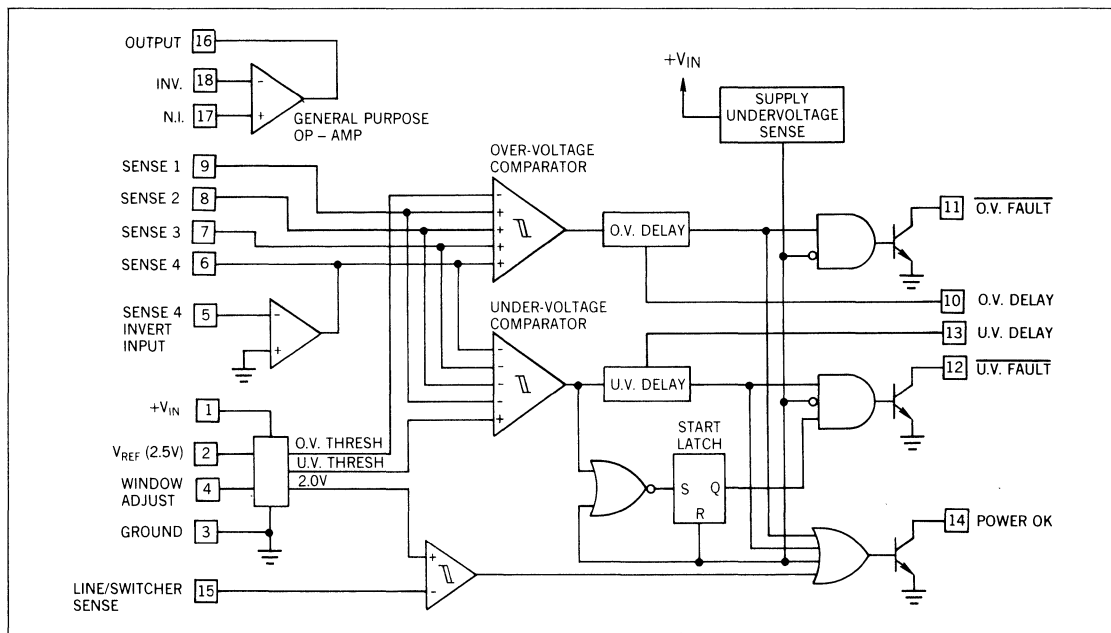 OUTPUT 16
INV. 18
-
N.I. 17
+
GENERAL PURPOSE
OP – AMP
+VIN
SUPPLY
UNDERVOLTAGE
SENSE
SENSE 1 9
SENSE 2 8
SENSE 3 7
SENSE 4 6
OVER-VOLTAGE
COMPARATOR
-
+
+
+
+
O.V. DELAY
11 O.V. FAULT
10 O.V. DELAY
SENSE 4 5
INVERT
INPUT
-
+
UNDER-VOLTAGE
COMPARATOR
-
-
-
-
+
U.V. DELAY
13 U.V. DELAY
12 U.V. FAULT
+VIN 1
VREF (2.5V) 2
WINDOW 4
ADJUST
GROUND 3
O.V. THRESH
U.V. THRESH
2.0V
START
LATCH
S Q
R
14 POWER OK
LINE/SWITCHER 15
SENSE
+
-